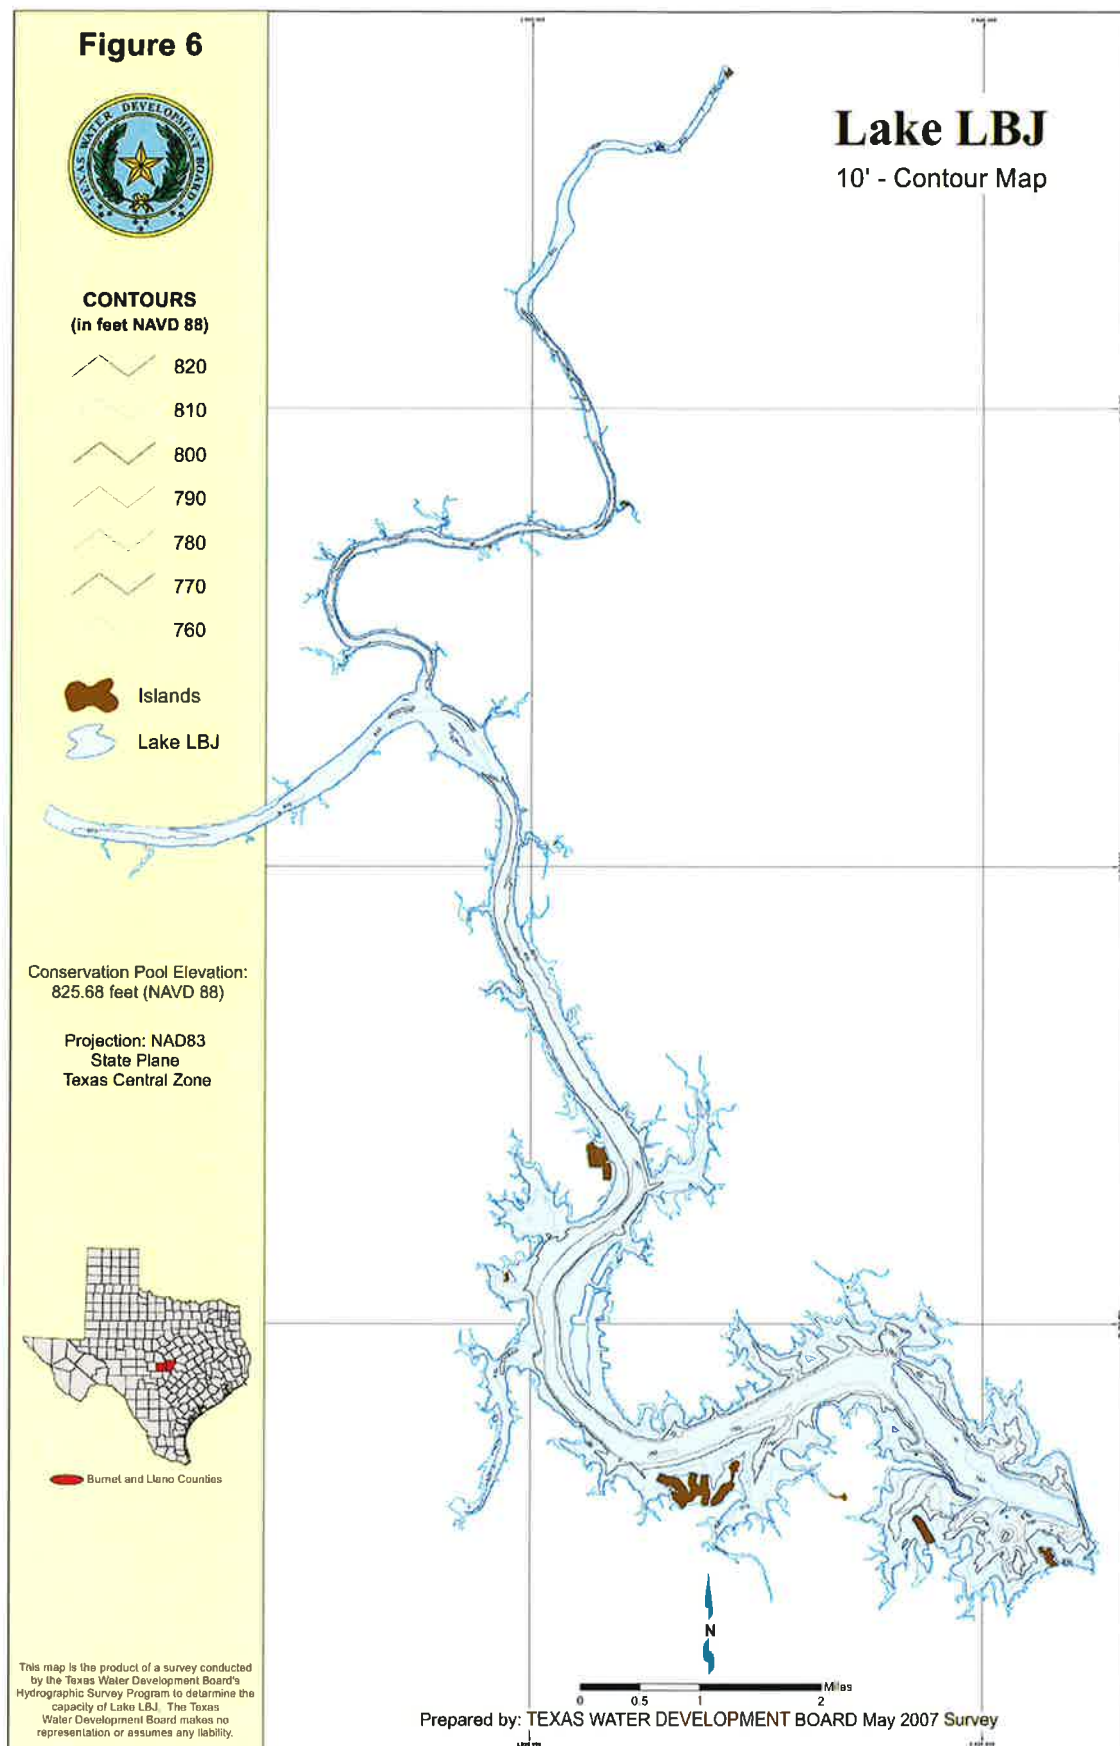 Figure 6
TEXAS WATER DEVELOPMENT BOARD
CONTOURS
(in feet NAVD 88)
820
810
800
790
780
770
760
Islands
Lake LBJ
Conservation Pool Elevation:
825.68 feet (NAVD 88)
Projection: NAD83
State Plane
Texas Central Zone
Burnet and Llano Counties
This map is the product of a survey conducted
by the Texas Water Development Board's
Hydrographic Survey Program to determine the
capacity of Lake LBJ. The Texas
Water Development Board makes no
representation or assumes any liability.
Lake LBJ
10' - Contour Map
N
Miles
0 0.5 1 2
Prepared by: TEXAS WATER DEVELOPMENT BOARD May 2007 Survey